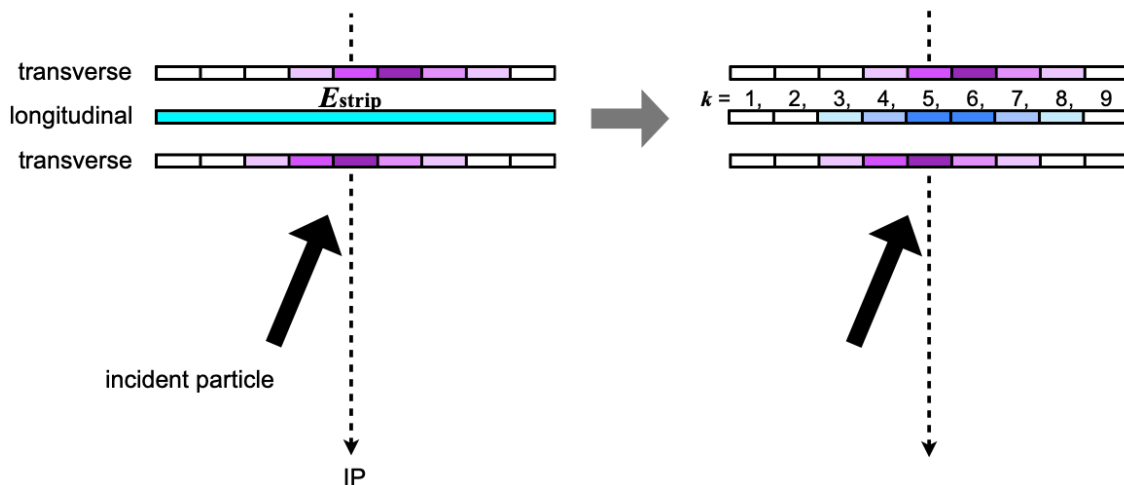 transverse
E_strip
longitudinal
transverse
incident particle
IP
k = 1, 2, 3, 4, 5, 6, 7, 8, 9